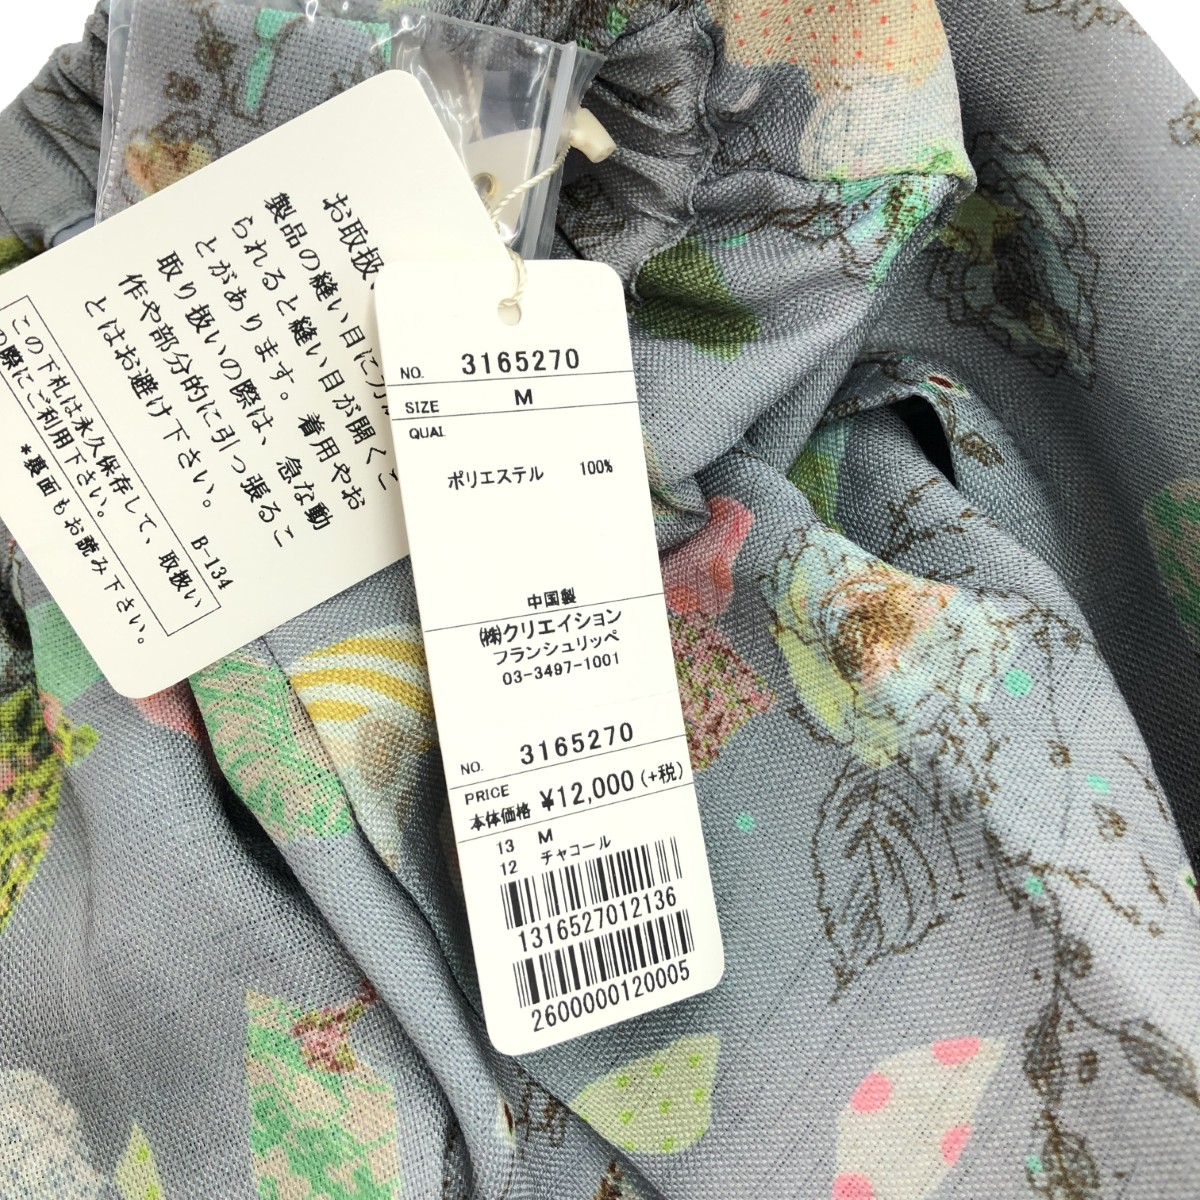 お取扱
製品の縫い目に力が
られると縫い目が開くこ
とがあります。着用やお
取り扱いの際は、急な動
作や部分的に引っ張るこ
とはお避け下さい。
B-134
この下札は永久保存して、取扱い
の際にご利用下さい。
*裏面もお読み下さい。
NO. 3165270
SIZE M
QUAL
ポリエステル 100%
中国製
㈱クリエイション
フランシュリッペ
03-3497-1001
NO. 3165270
PRICE
本体価格 ¥12,000(+税)
13 M
12 チャコール
1316527012136
2600000120005